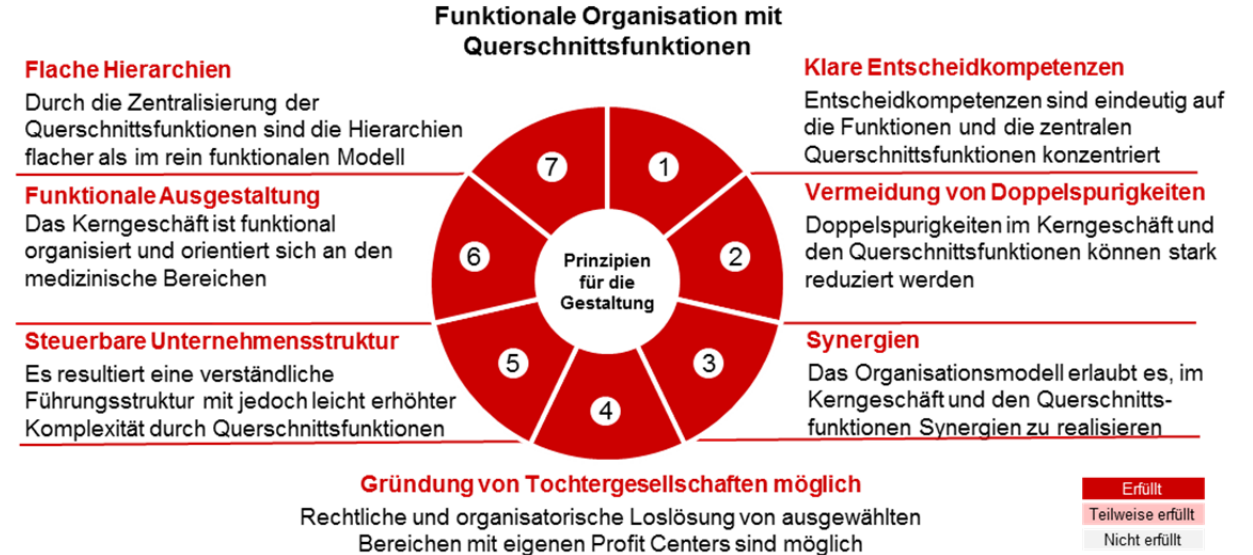 Funktionale Organisation mit
Querschnittsfunktionen
Flache Hierarchien
Durch die Zentralisierung der
Querschnittsfunktionen sind die Hierarchien
flacher als im rein funktionalen Modell
Funktionale Ausgestaltung
Das Kerngeschäft ist funktional
organisiert und orientiert sich an den
medizinische Bereichen
Steuerbare Unternehmensstruktur
Es resultiert eine verständliche
Führungsstruktur mit jedoch leicht erhöhter
Komplexität durch Querschnittsfunktionen
7
1
6
2
5
3
4
Prinzipien
für die
Gestaltung
Klare Entscheidkompetenzen
Entscheidkompetenzen sind eindeutig auf
die Funktionen und die zentralen
Querschnittsfunktionen konzentriert
Vermeidung von Doppelspurigkeiten
Doppelspurigkeiten im Kerngeschäft und
den Querschnittsfunktionen können stark
reduziert werden
Synergien
Das Organisationsmodell erlaubt es, im
Kerngeschäft und den Querschnitts-
funktionen Synergien zu realisieren
Gründung von Tochtergesellschaften möglich
Rechtliche und organisatorische Loslösung von ausgewählten
Bereichen mit eigenen Profit Centers sind möglich
Erfüllt
Teilweise erfüllt
Nicht erfüllt